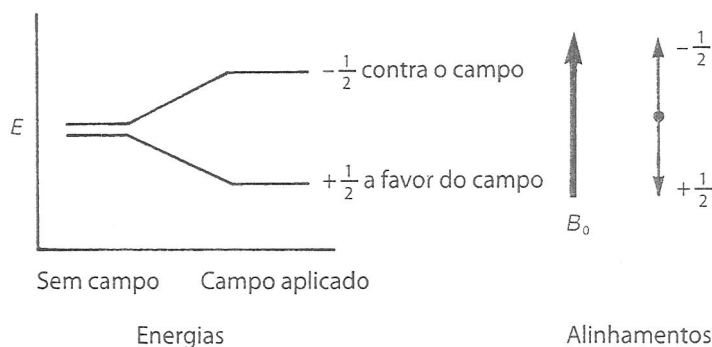 E
-1/2 contra o campo
+1/2 a favor do campo
Sem campo
Campo aplicado
Energias
B₀
-1/2
+1/2
Alinhamentos